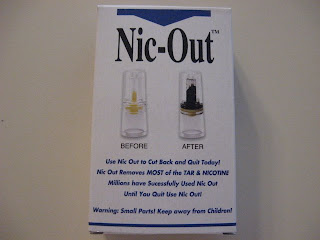 Nic-Out™
BEFORE
AFTER
Use Nic Out to Cut Back and Quit Today!
Nic Out Removes MOST of the TAR & NICOTINE
Millions have Sucessfully Used Nic Out
Until You Quit Use Nic Out!
Warning: Small Parts! Keep away from Children!